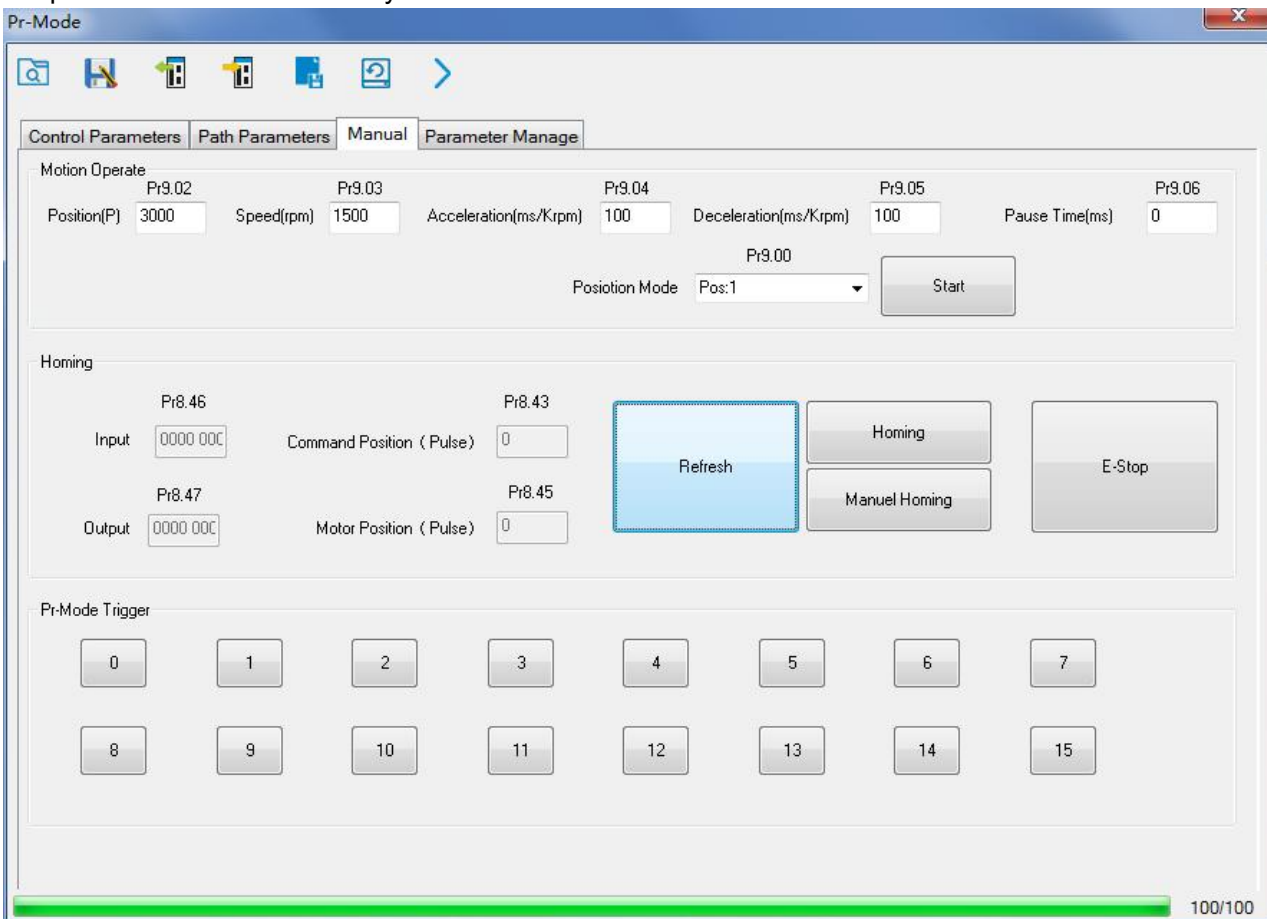 Pr-Mode
X
Control Parameters Path Parameters Manual Parameter Manage
Motion Operate
Pr9.02 Pr9.03 Pr9.04 Pr9.05 Pr9.06
Position(P) 3000 Speed(rpm) 1500 Acceleration(ms/Krpm) 100 Deceleration(ms/Krpm) 100 Pause Time(ms) 0
Pr9.00
Posiotion Mode Pos:1 Start
Homing
Pr8.46 Pr8.43
Input 0000 000 Command Position ( Pulse ) 0 Refresh Homing E-Stop
Pr8.47 Pr8.45 Manuel Homing
Output 0000 000 Motor Position ( Pulse ) 0
Pr-Mode Trigger
0 1 2 3 4 5 6 7
8 9 10 11 12 13 14 15
100/100